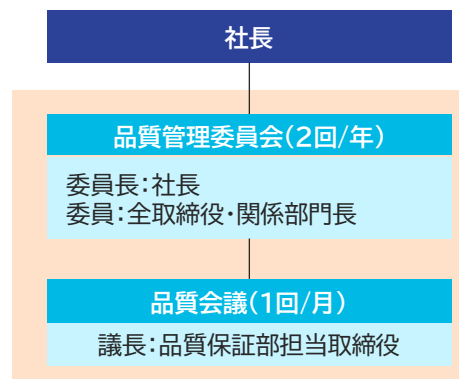 社長
品質管理委員会(2回/年)
委員長:社長
委員:全取締役・関係部門長
品質会議(1回/月)
議長:品質保証部担当取締役